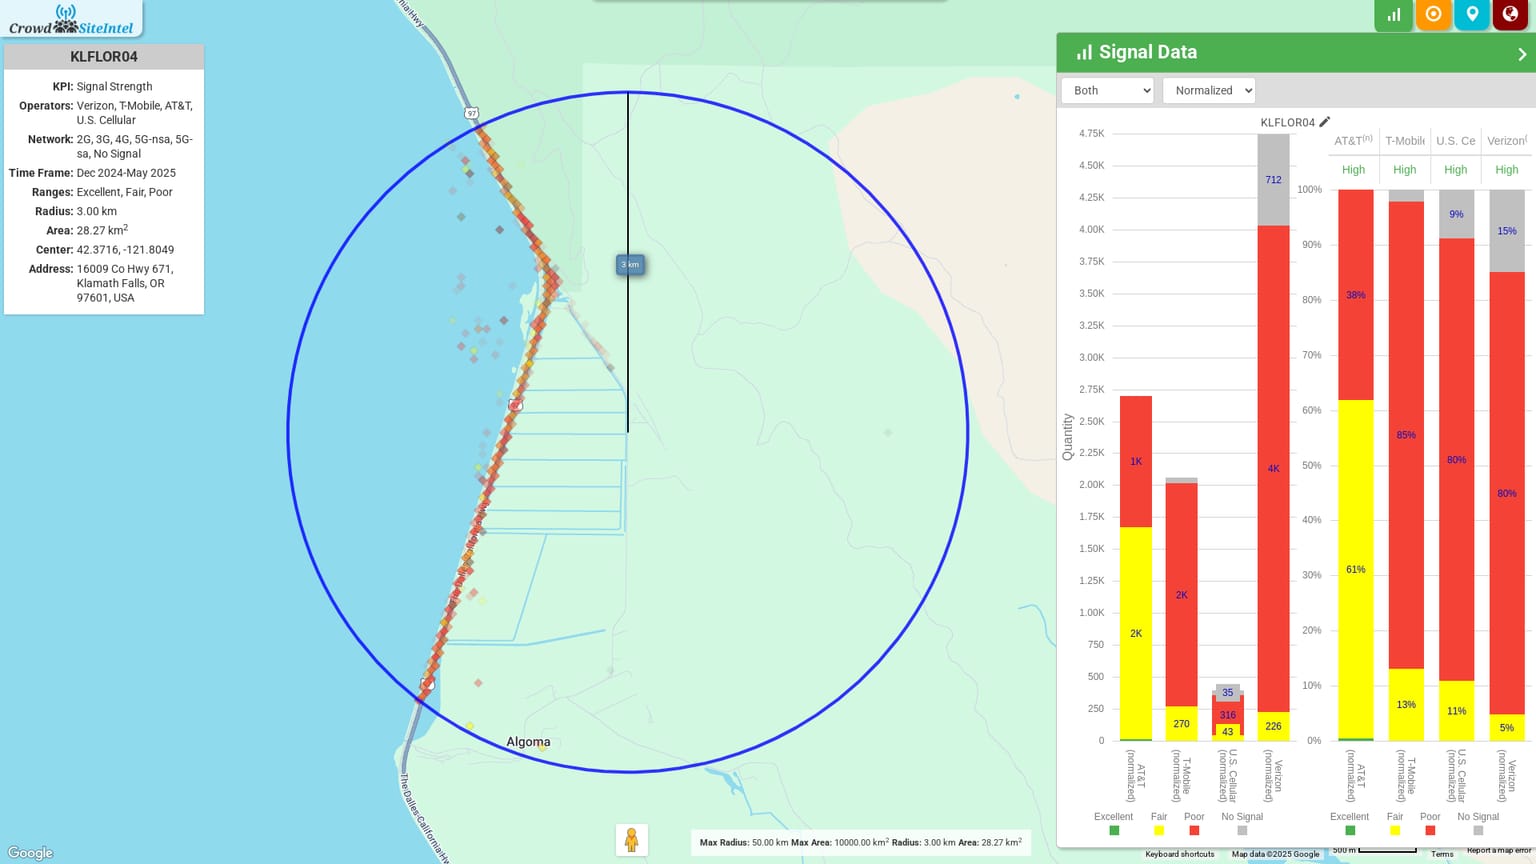 Crowd SiteIntel
KLFLOR04
KPI: Signal Strength
Operators: Verizon, T-Mobile, AT&T,
U.S. Cellular
Network: 2G, 3G, 4G, 5G-nsa, 5G-
sa, No Signal
Time Frame: Dec 2024-May 2025
Ranges: Excellent, Fair, Poor
Radius: 3.00 km
Area: 28.27 km2
Center: 42.3716, -121.8049
Address: 16009 Co Hwy 671,
Klamath Falls, OR
97601, USA
97
3 km
Algoma
The Dalles-California Hwy
Google
Max Radius: 50.00 km Max Area: 10000.00 km2 Radius: 3.00 km Area: 28.27 km2
Signal Data
Both
Normalized
KLFLOR04
Quantity
4.75K
4.50K
4.25K
4.00K
3.75K
3.50K
3.25K
3.00K
2.75K
2.50K
2.25K
2.00K
1.75K
1.50K
1.25K
1.00K
750
500
250
0
1K
2K
2K
270
35
316
43
712
4K
226
AT&T
(normalized)
T-Mobile
(normalized)
U.S. Cellular
(normalized)
Verizon
(normalized)
Excellent
Fair
Poor
No Signal
AT&T(n)
T-Mobile
U.S. Ce
Verizon(
High
High
High
High
100%
90%
80%
70%
60%
50%
40%
30%
20%
10%
0%
38%
61%
85%
13%
9%
80%
11%
15%
80%
5%
AT&T
(normalized)
T-Mobile
(normalized)
U.S. Cellular
(normalized)
Verizon
(normalized)
Excellent
Fair
Poor
No Signal
Keyboard shortcuts
Map data ©2025 Google
500 m
Terms
Report a map error